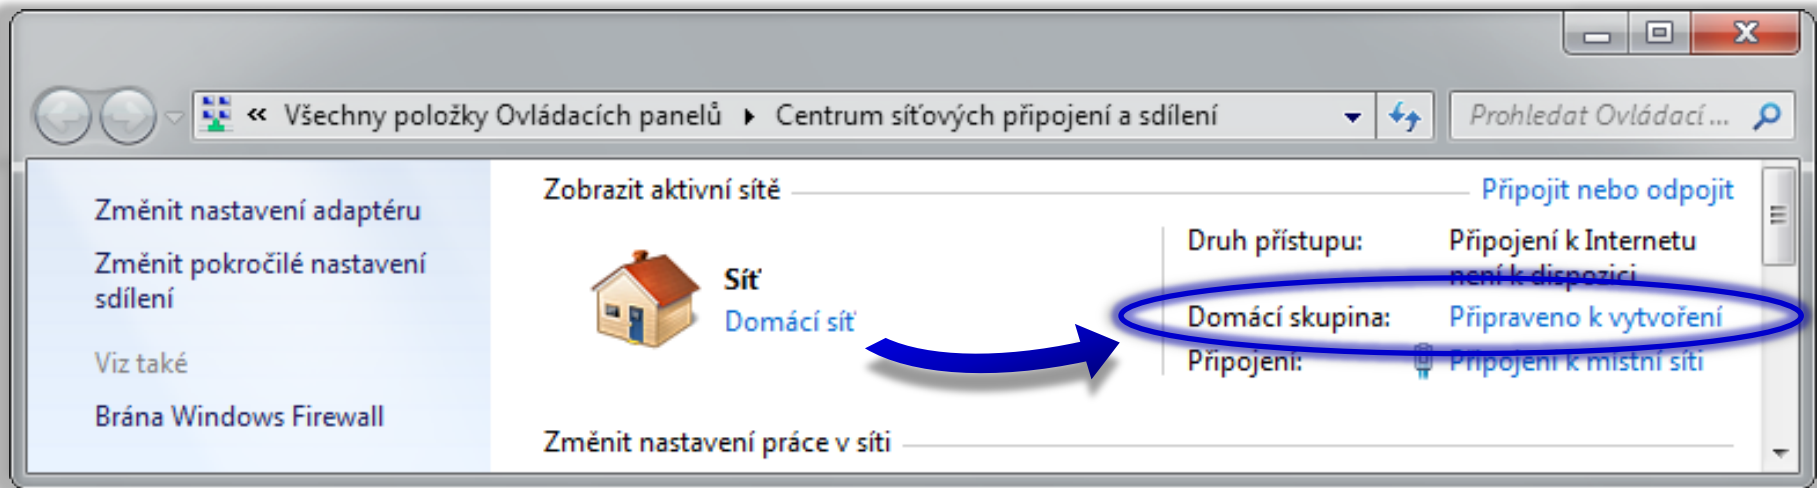 « Všechny položky Ovládacích panelů ▸ Centrum síťových připojení a sdílení
Prohledat Ovládací ...
Změnit nastavení adaptéru
Změnit pokročilé nastavení
sdílení
Viz také
Brána Windows Firewall
Zobrazit aktivní sítě
Připojit nebo odpojit
Síť
Domácí síť
Druh přístupu: Připojení k Internetu
není k dispozici
Domácí skupina: Připraveno k vytvoření
Připojení: Připojení k místní síti
Změnit nastavení práce v síti